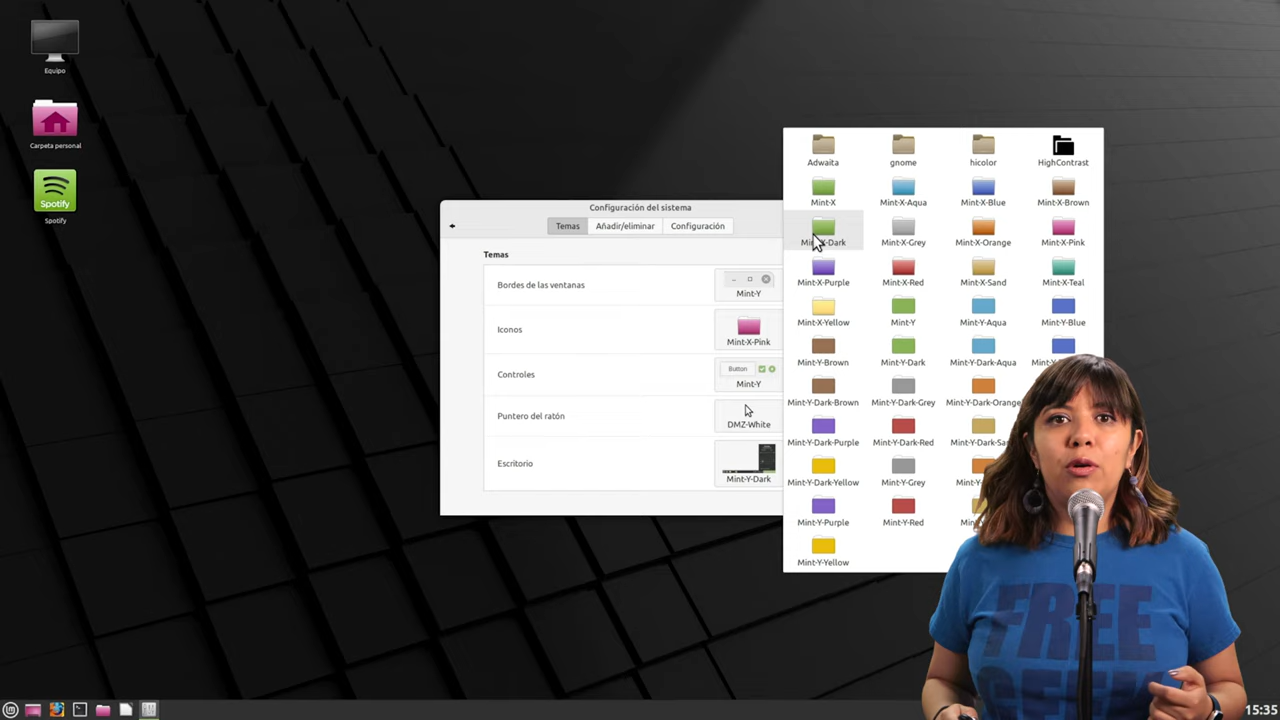 Equipo
Carpeta personal
Spotify
Spotify
Configuración del sistema
Temas Añadir/eliminar Configuración
Temas
Bordes de las ventanas Mint-Y
Iconos Mint-X-Pink
Controles Button Mint-Y
Puntero del ratón DMZ-White
Escritorio Mint-Y-Dark
Adwaita gnome hicolor HighContrast
Mint-X Mint-X-Aqua Mint-X-Blue Mint-X-Brown
Mint-X-Dark Mint-X-Grey Mint-X-Orange Mint-X-Pink
Mint-X-Purple Mint-X-Red Mint-X-Sand Mint-X-Teal
Mint-X-Yellow Mint-Y Mint-Y-Aqua Mint-Y-Blue
Mint-Y-Brown Mint-Y-Dark Mint-Y-Dark-Aqua
Mint-Y-Dark-Brown Mint-Y-Dark-Grey Mint-Y-Dark-Orange
Mint-Y-Dark-Purple Mint-Y-Dark-Red
Mint-Y-Dark-Yellow Mint-Y-Grey
Mint-Y-Purple Mint-Y-Red
Mint-Y-Yellow
FREE
15:35